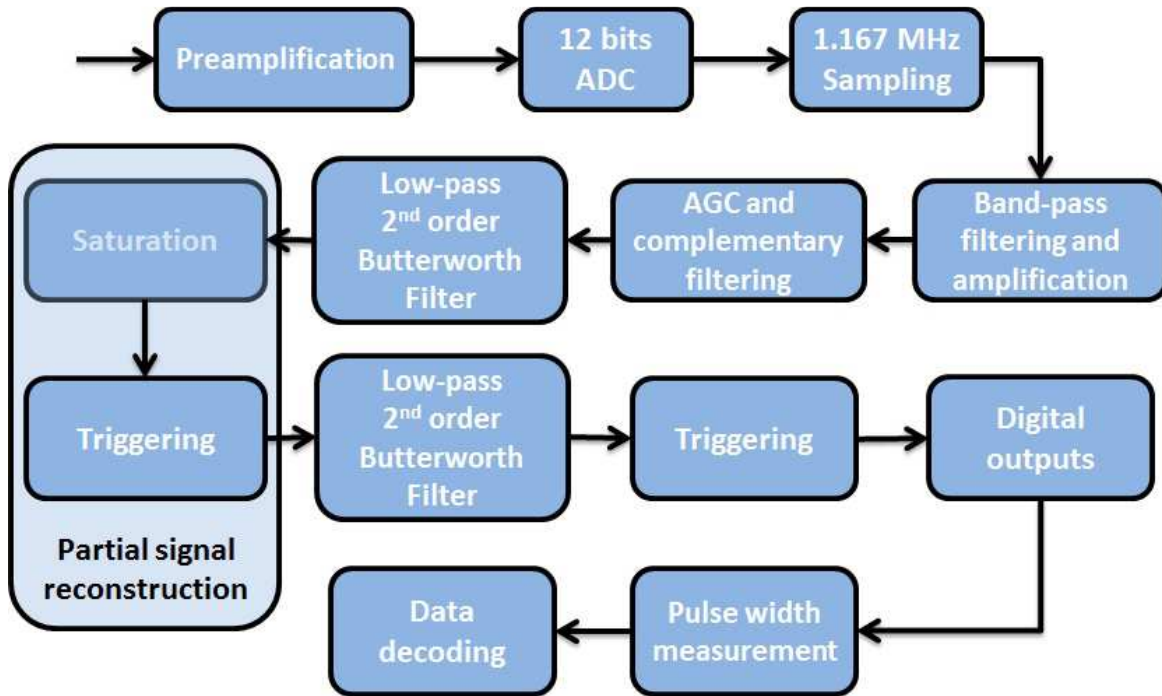 Preamplification
12 bits
ADC
1.167 MHz
Sampling
Band-pass
filtering and
amplification
AGC and
complementary
filtering
Low-pass
2nd order
Butterworth
Filter
Saturation
Triggering
Partial signal
reconstruction
Low-pass
2nd order
Butterworth
Filter
Triggering
Digital
outputs
Pulse width
measurement
Data
decoding